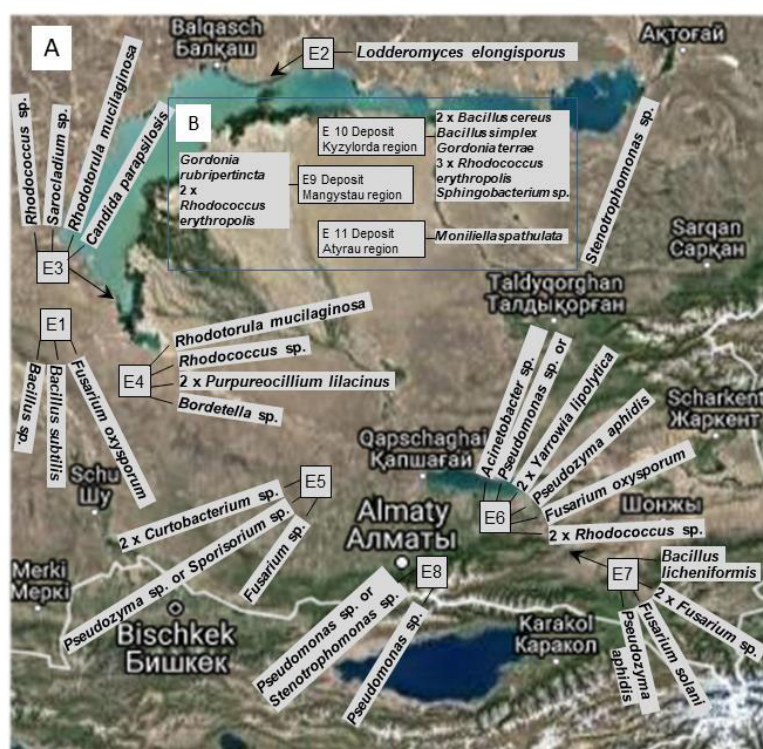 A
Balqasch
Балқаш
E2
Lodderomyces elongisporus
Ақтоғай
Rhodococcus sp.
Sarocladium sp.
Rhodotorula mucilaginosa
Candida parapsilosis
E3
B
Gordonia
rubripertincta
2 x
Rhodococcus
erythropolis
E 10 Deposit
Kyzylorda region
2 x Bacillus cereus
Bacillus simplex
Gordonia terrae
3 x Rhodococcus
erythropolis
Sphingobacterium sp.
E9 Deposit
Mangystau region
E 11 Deposit
Atyrau region
Moniliella spathulata
Stenotrophomonas sp.
Sarqan
Сарқан
Taldyqorghan
Талдықорған
E1
Bacillus sp
Bacillus subtilis
Fusarium oxysporum
E4
Rhodotorula mucilaginosa
Rhodococcus sp.
2 x Purpureocillium lilacinus
Bordetella sp.
Scharkent
Жаркент
Qapschaghai
Қапшағай
Acinetobacter sp.
Pseudomonas sp. or
2 x Yarrowia lipolytica
Pseudozyma aphidis
Fusarium oxysporum
2 x Rhodococcus sp.
E6
Шонжы
Schu
Шу
E5
2 x Curtobacterium sp.
Pseudozyma sp. or Sporisorium sp.
Fusarium sp.
Almaty
Алматы
E8
Pseudomonas sp. or
Stenotrophomonas sp.
Pseudomonas sp.
E7
Bacillus
licheniformis
2 x Fusarium sp.
Fusarium solani
Pseudozyma
aphidis
Merki
Меркі
Bischkek
Бишкек
Karakol
Каракол